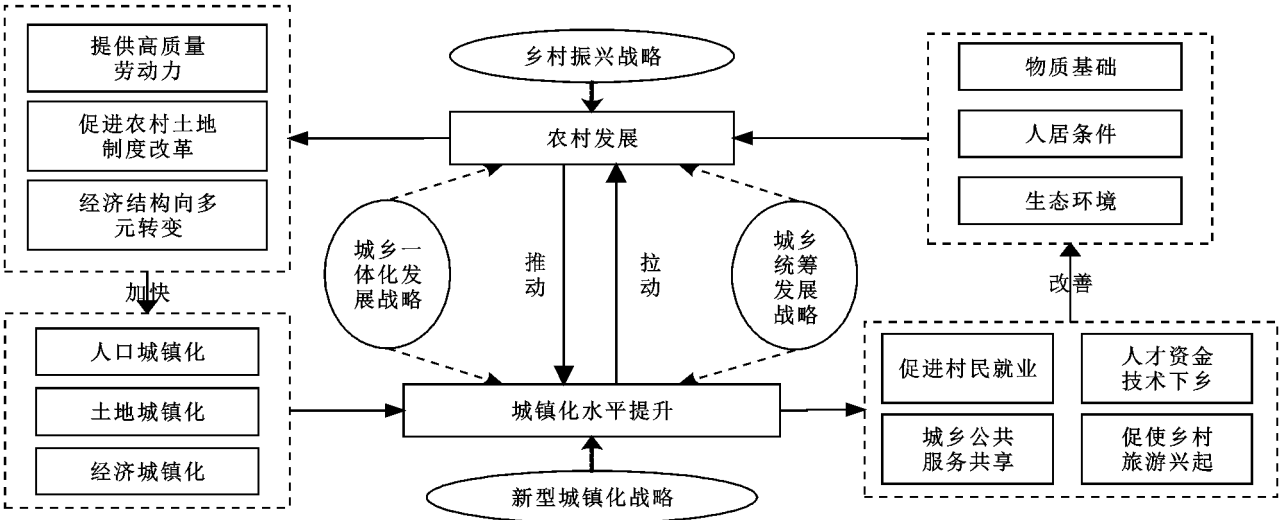 提供高质量
劳动力
促进农村土地
制度改革
经济结构向多
元转变
加快
人口城镇化
土地城镇化
经济城镇化
乡村振兴战略
农村发展
城乡一
体化发
展战略
推
动
拉
动
城乡
统筹
发展
战略
城镇化水平提升
新型城镇化战略
物质基础
人居条件
生态环境
改善
促进村民就业
人才资金
技术下乡
城乡公共
服务共享
促使乡村
旅游兴起